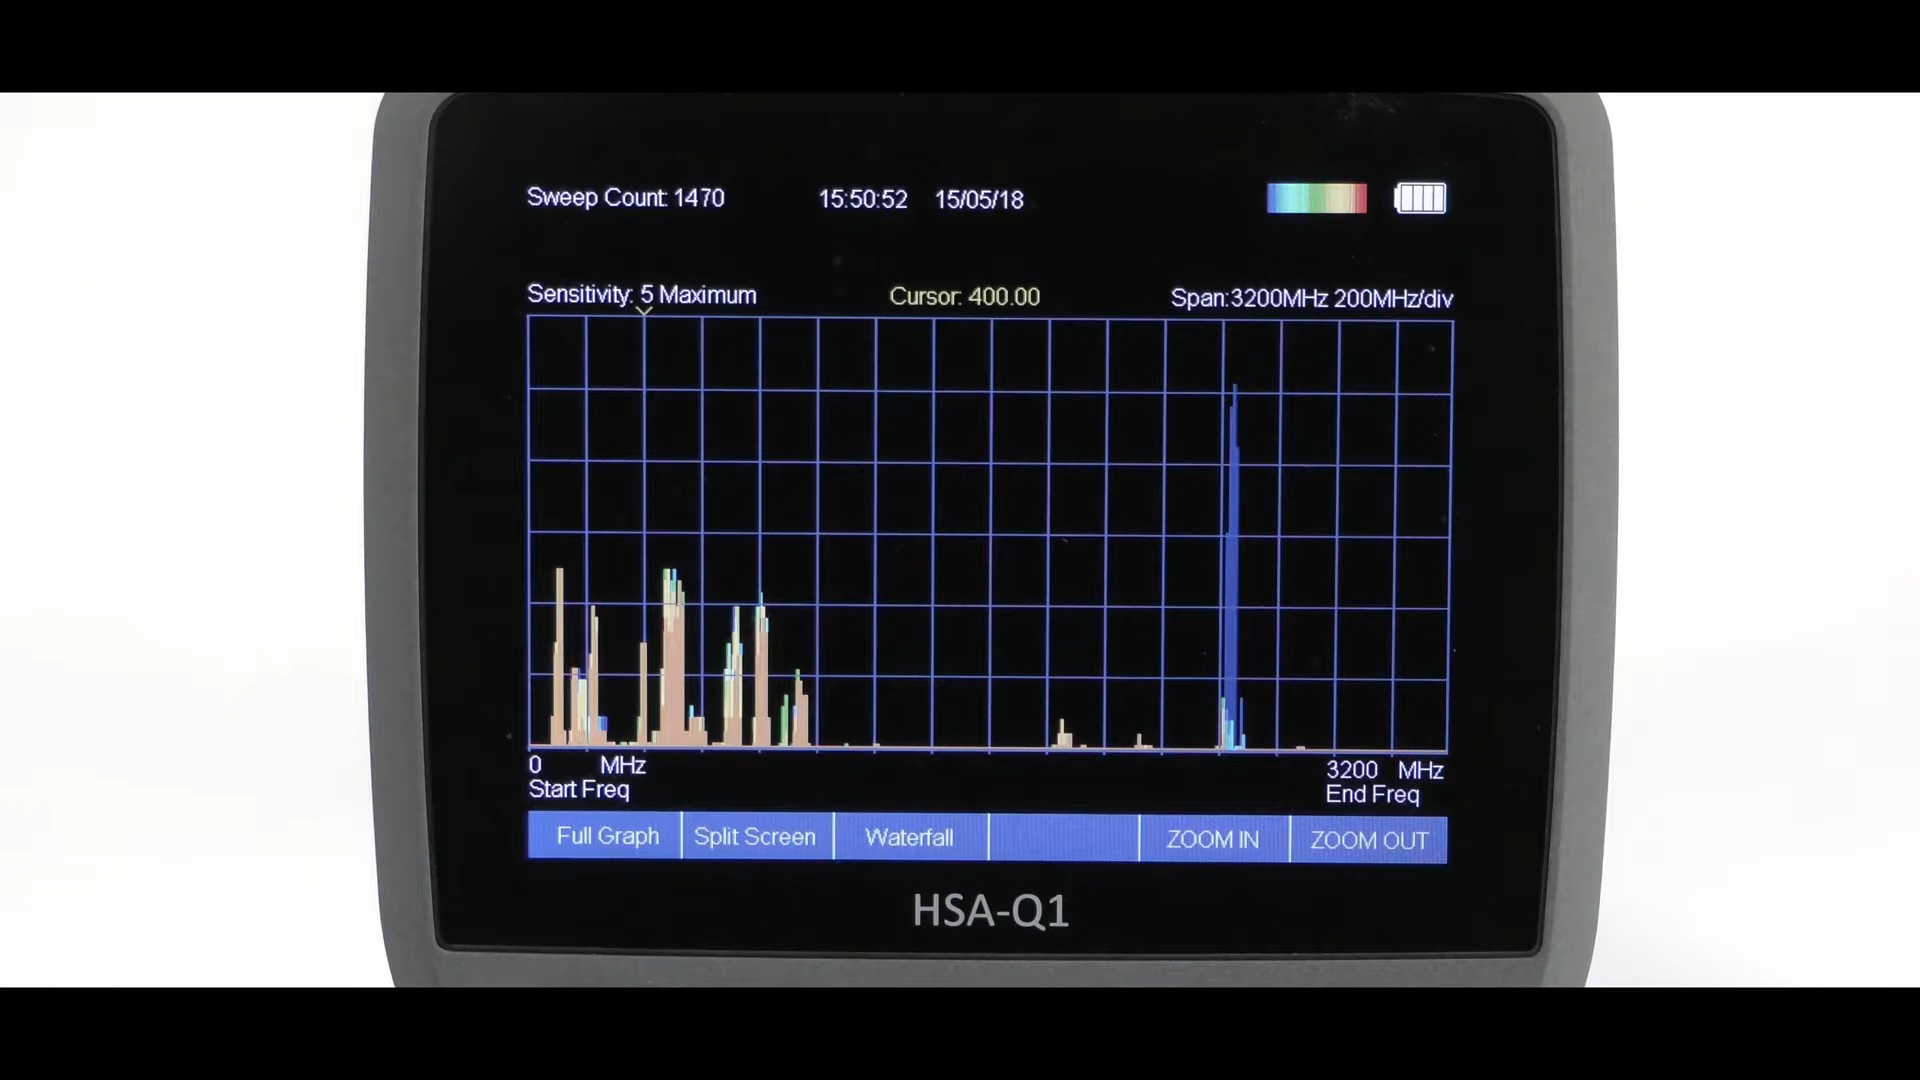 Sweep Count: 1470 15:50:52 15/05/18
Sensitivity: 5 Maximum Cursor: 400.00 Span:3200MHz 200MHz/div
0 MHz 3200 MHz
Start Freq End Freq
Full Graph Split Screen Waterfall ZOOM IN ZOOM OUT
HSA-Q1